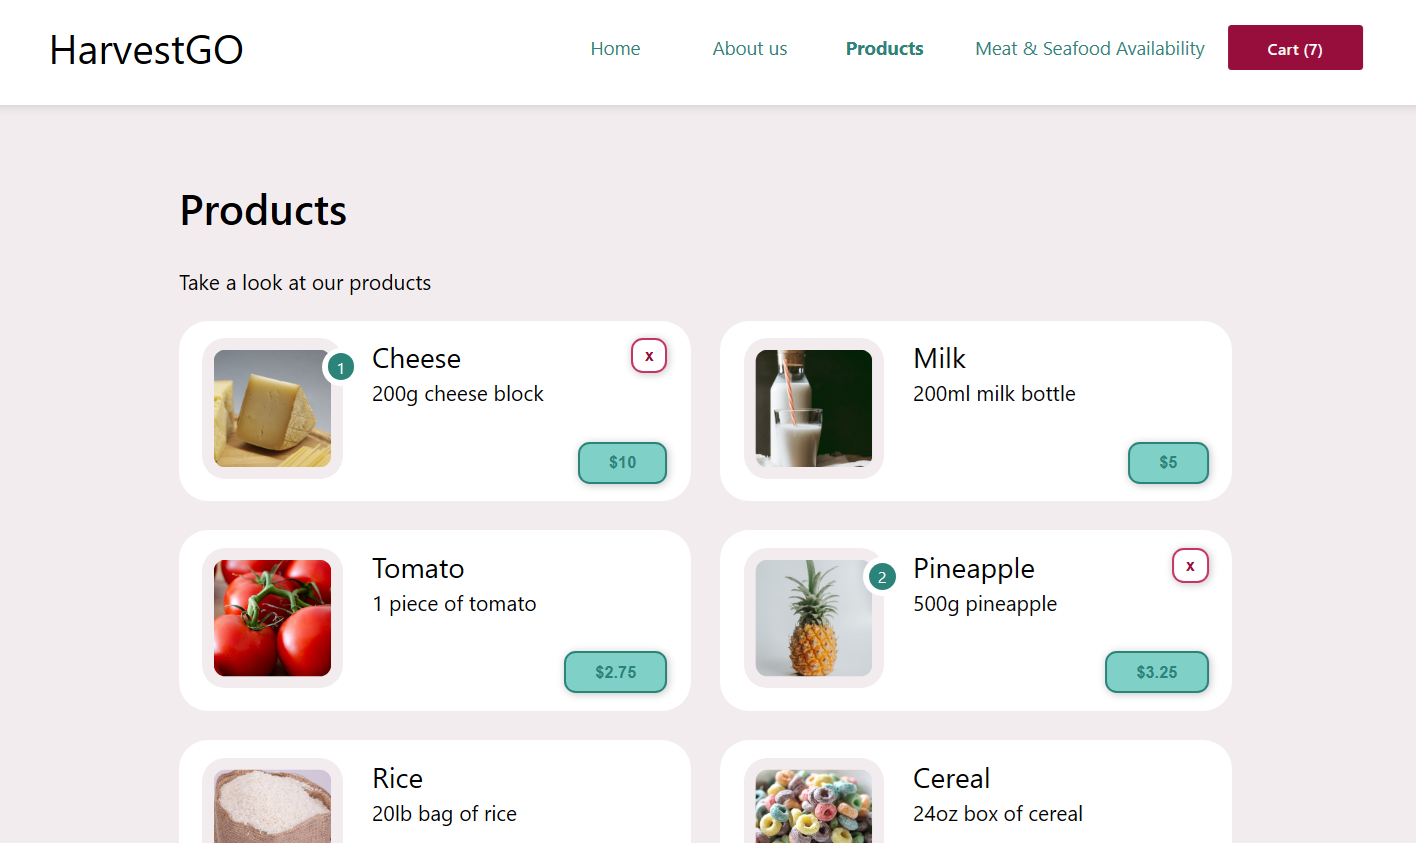 HarvestGO
Home
About us
Products
Meat & Seafood Availability
Cart (7)
Products
Take a look at our products
1
Cheese
x
200g cheese block
$10
Milk
200ml milk bottle
$5
Tomato
1 piece of tomato
$2.75
2
Pineapple
x
500g pineapple
$3.25
Rice
20lb bag of rice
Cereal
24oz box of cereal